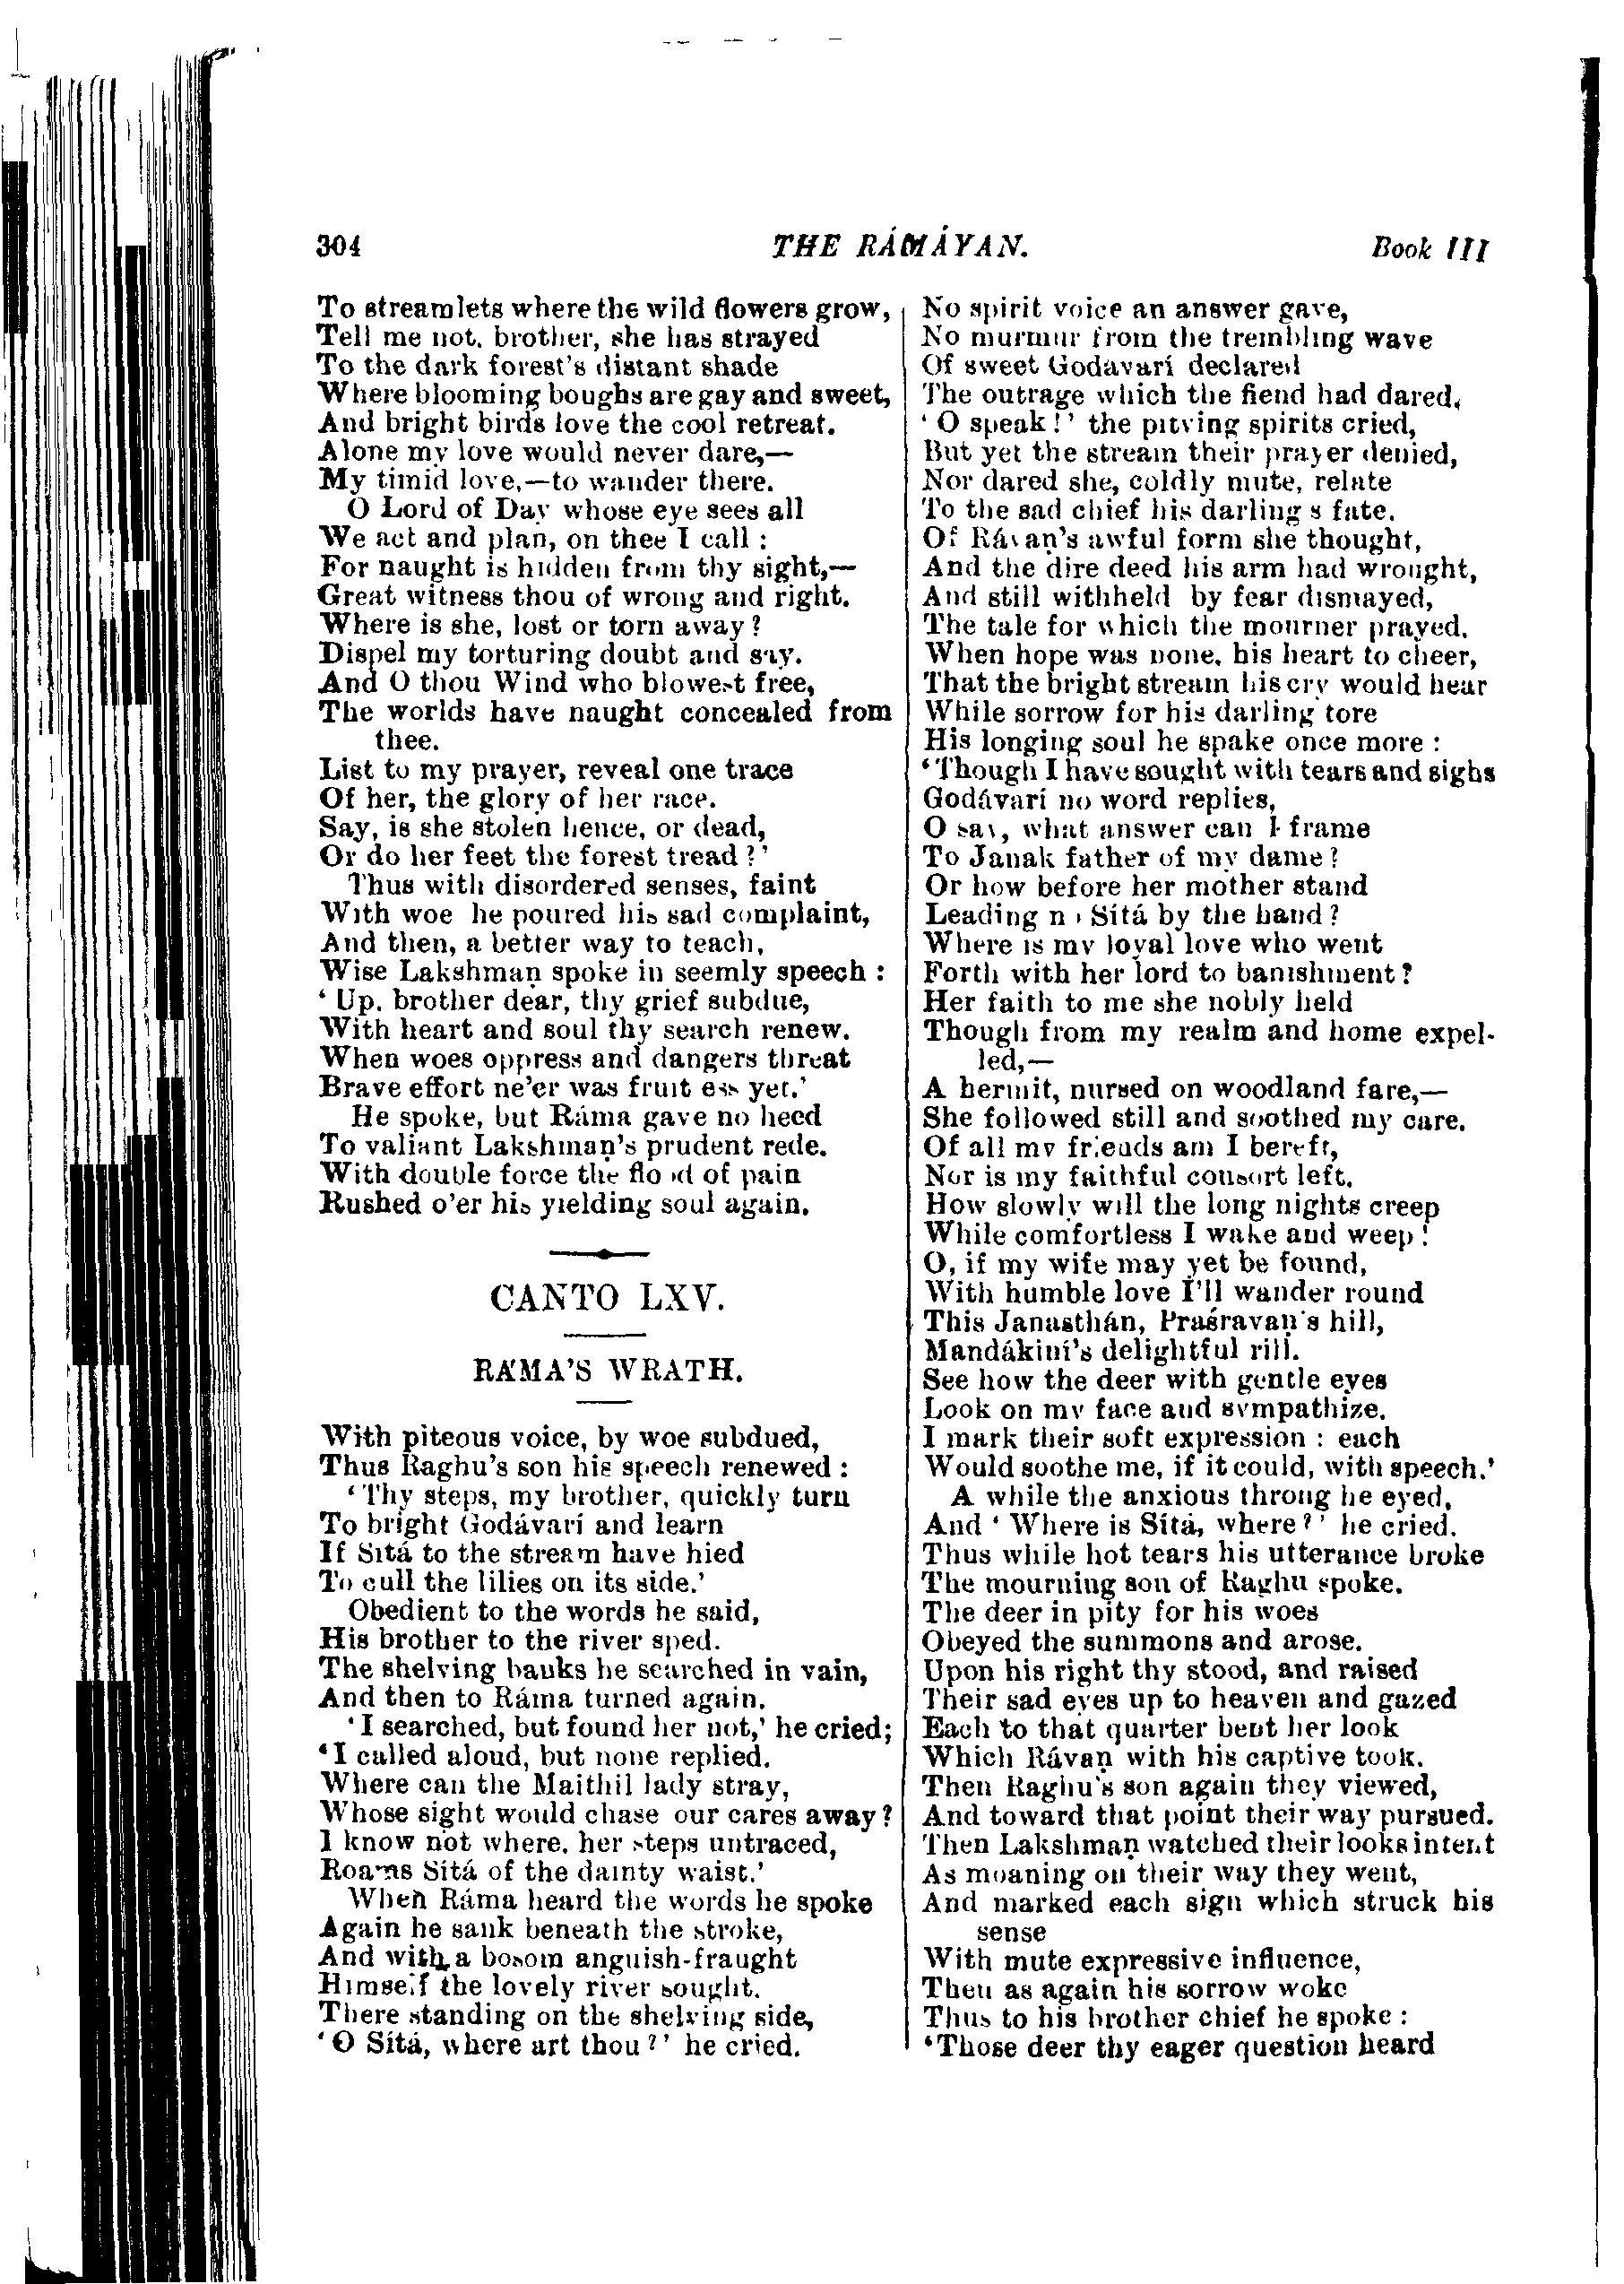 304 THE RÁMÁYAN. Book III
To streamlets where the wild flowers grow,
Tell me not, brother, she has strayed
To the dark forest's distant shade
Where blooming boughs are gay and sweet,
And bright birds love the cool retreat.
Alone my love would never dare,—
My timid love,—to wander there.
O Lord of Day whose eye sees all
We act and plan, on thee I call :
For naught is hidden from thy sight,—
Great witness thou of wrong and right.
Where is she, lost or torn away?
Dispel my torturing doubt and say.
And O thou Wind who blowest free,
The worlds have naught concealed from
thee.
List to my prayer, reveal one trace
Of her, the glory of her race.
Say, is she stolen hence, or dead,
Or do her feet the forest tread?'
Thus with disordered senses, faint
With woe he poured his sad complaint,
And then, a better way to teach,
Wise Lakshmaṇ spoke in seemly speech :
' Up, brother dear, thy grief subdue,
With heart and soul thy search renew.
When woes oppress and dangers threat
Brave effort ne'er was fruitless yet.'
He spoke, but Ráma gave no heed
To valiant Lakshmaṇ's prudent rede.
With double force the flood of pain
Rushed o'er his yielding soul again.
CANTO LXV.
RÁMA'S WRATH.
With piteous voice, by woe subdued,
Thus Raghu's son his speech renewed :
'Thy steps, my brother, quickly turn
To bright Godávarí and learn
If Sítá to the stream have hied
To cull the lilies on its side.'
Obedient to the words he said,
His brother to the river sped.
The shelving banks he searched in vain,
And then to Ráma turned again.
'I searched, but found her not,' he cried;
'I called aloud, but none replied.
Where can the Maithil lady stray,
Whose sight would chase our cares away?
I know not where, her steps untraced,
Roams Sítá of the dainty waist.'
When Ráma heard the words he spoke
Again he sank beneath the stroke,
And with a bosom anguish-fraught
Himself the lovely river sought.
There standing on the shelving side,
'O Sítá, where art thou?' he cried.
No spirit voice an answer gave,
No murmur from the trembling wave
Of sweet Godávarí declared
The outrage which the fiend had dared,
' O speak!' the pitying spirits cried,
But yet the stream their prayer denied,
Nor dared she, coldly mute, relate
To the sad chief his darling's fate.
Of Rávaṇ's awful form she thought,
And the dire deed his arm had wrought,
And still withheld by fear dismayed,
The tale for which the mourner prayed.
When hope was none, his heart to cheer,
That the bright stream his cry would hear
While sorrow for his darling tore
His longing soul he spake once more :
'Though I have sought with tears and sighs
Godávarí no word replies,
O say, what answer can I frame
To Janak father of my dame?
Or how before her mother stand
Leading no Sítá by the hand?
Where is my loyal love who went
Forth with her lord to banishment?
Her faith to me she nobly held
Though from my realm and home expel-
led,—
A hermit, nursed on woodland fare,—
She followed still and soothed my care.
Of all my friends am I bereft,
Nor is my faithful consort left.
How slowly will the long nights creep
While comfortless I wake and weep!
O, if my wife may yet be found,
With humble love I'll wander round
This Janasthán, Praśravaṇ's hill,
Mandákiní's delightful rill.
See how the deer with gentle eyes
Look on my face and sympathize.
I mark their soft expression : each
Would soothe me, if it could, with speech.'
A while the anxious throng he eyed,
And ' Where is Sítá, where?' he cried.
Thus while hot tears his utterance broke
The mourning son of Raghu spoke.
The deer in pity for his woes
Obeyed the summons and arose.
Upon his right thy stood, and raised
Their sad eyes up to heaven and gazed
Each to that quarter bent her look
Which Rávaṇ with his captive took.
Then Raghu's son again they viewed,
And toward that point their way pursued.
Then Lakshmaṇ watched their looks intent
As moaning on their way they went,
And marked each sign which struck his
sense
With mute expressive influence,
Then as again his sorrow woke
Thus to his brother chief he spoke :
'Those deer thy eager question heard